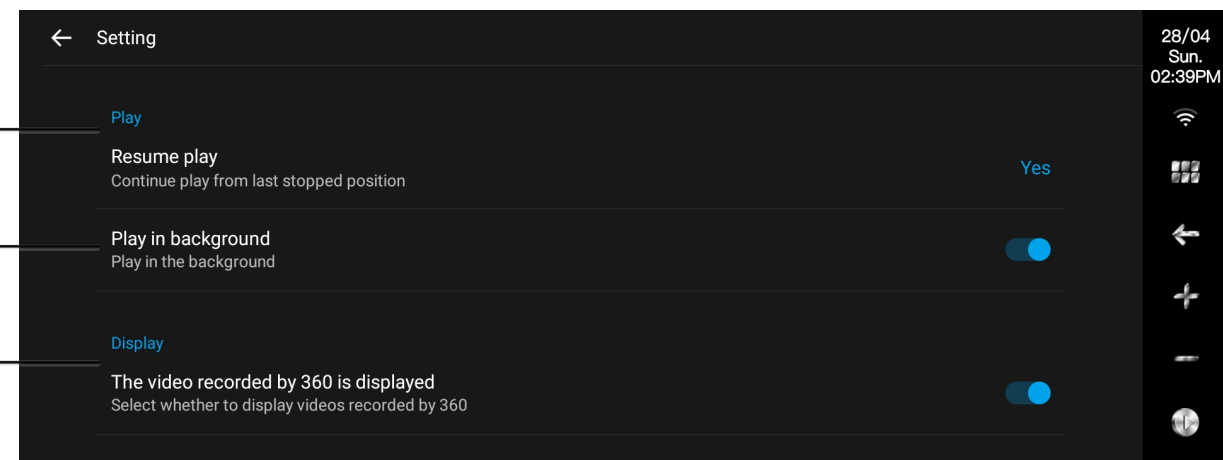 Setting
28/04
Sun.
02:39PM
Play
Resume play
Continue play from last stopped position
Yes
Play in background
Play in the background
Display
The video recorded by 360 is displayed
Select whether to display videos recorded by 360